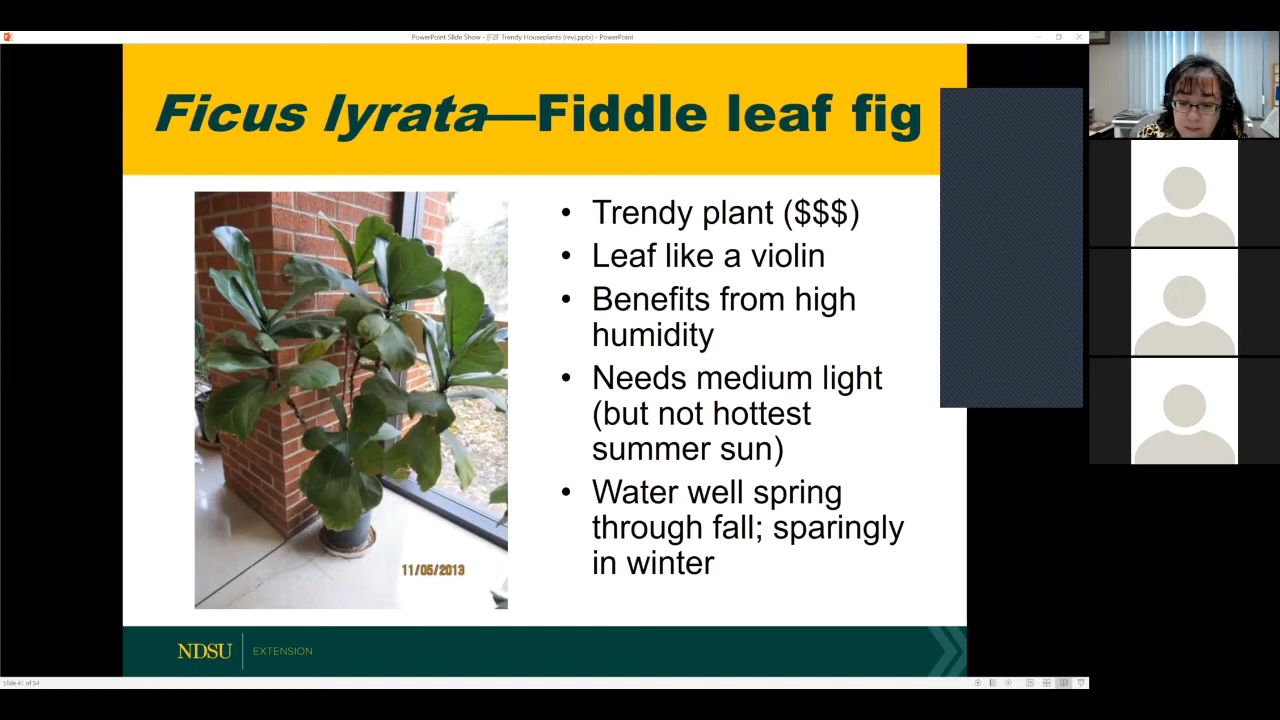 PowerPoint Slide Show - [F2F Trendy Houseplants (rev).pptx] - PowerPoint
Ficus lyrata—Fiddle leaf fig
• Trendy plant ($$$)
• Leaf like a violin
• Benefits from high
humidity
• Needs medium light
(but not hottest
summer sun)
• Water well spring
through fall; sparingly
in winter
11/05/2013
NDSU
EXTENSION
Slide 41 of 54